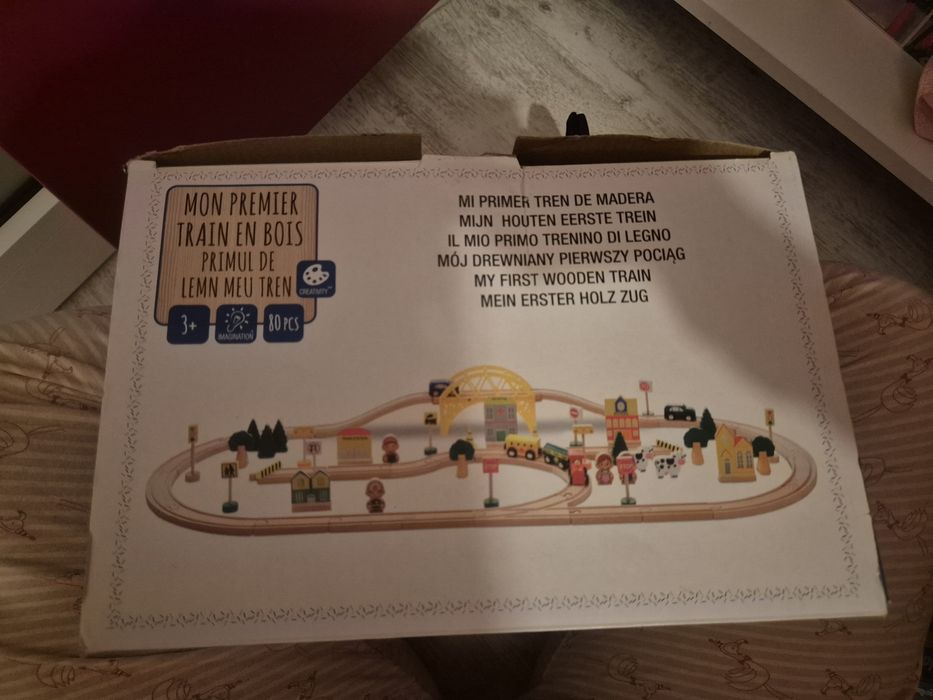 MON PREMIER
TRAIN EN BOIS
PRIMUL DE
LEMN MEU TREN
CREATIVITY™
3+
IMAGINATION
80 PCS
MI PRIMER TREN DE MADERA
MIJN HOUTEN EERSTE TREIN
IL MIO PRIMO TRENINO DI LEGNO
MÓJ DREWNIANY PIERWSZY POCIĄG
MY FIRST WOODEN TRAIN
MEIN ERSTER HOLZ ZUG